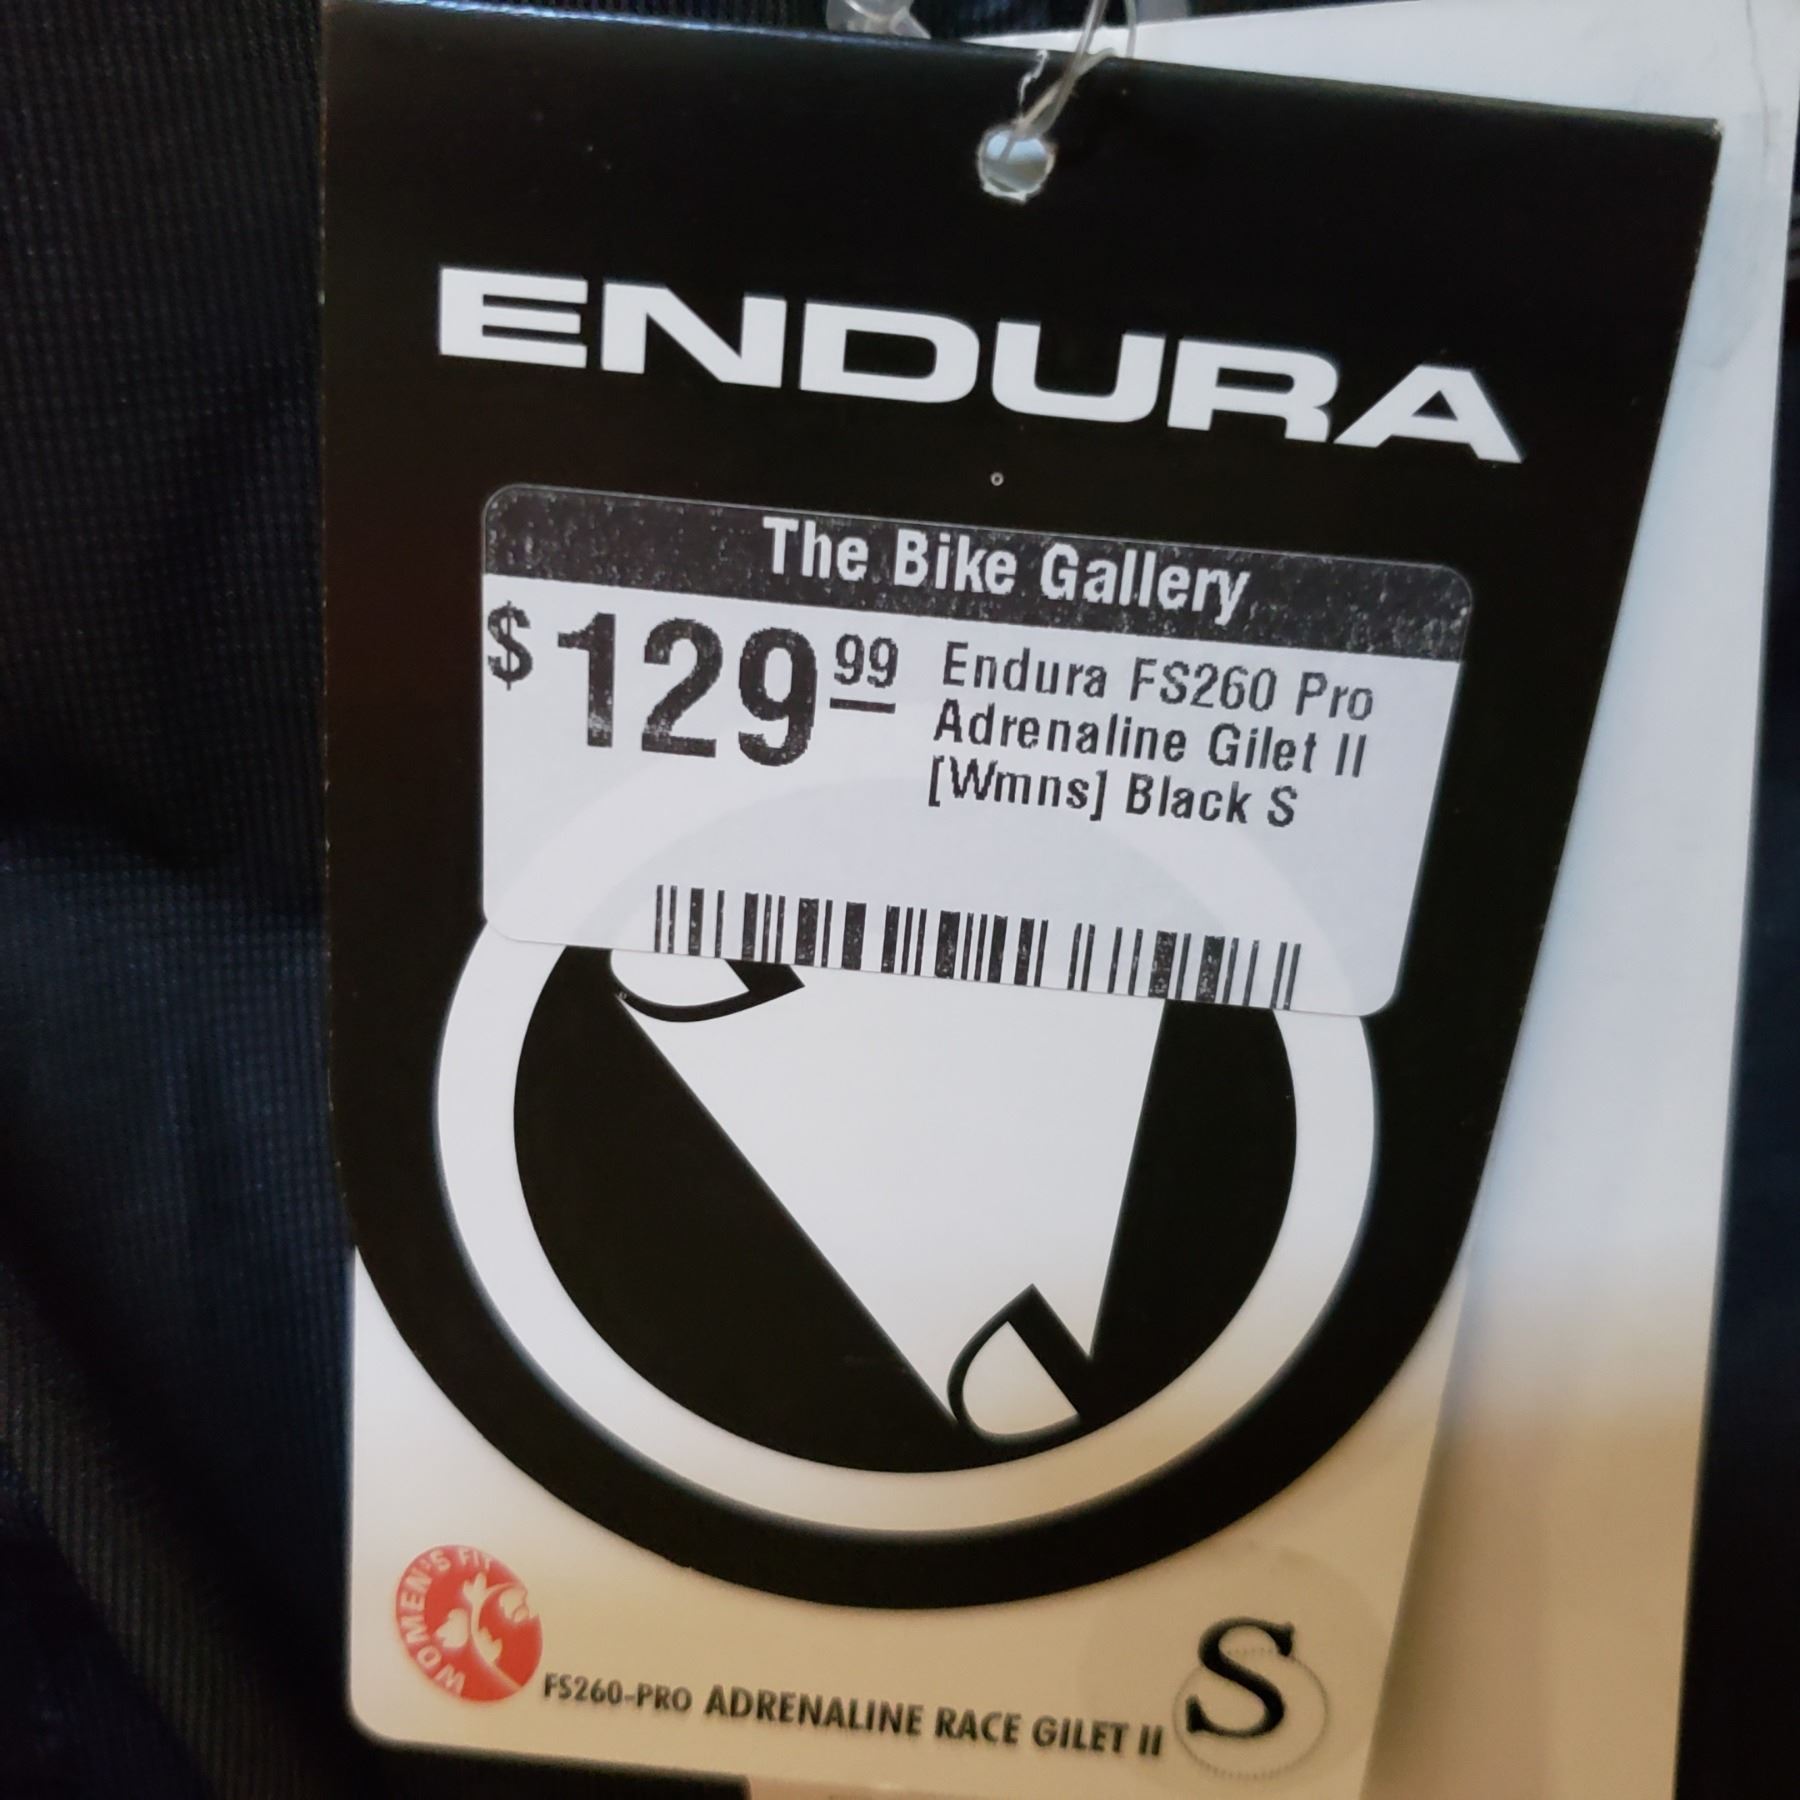 ENDURA
The Bike Gallery
$129.99
Endura FS260 Pro
Adrenaline Gilet II
[Wmns] Black S
WOMEN'S FIT
FS260-PRO ADRENALINE RACE GILET II
S